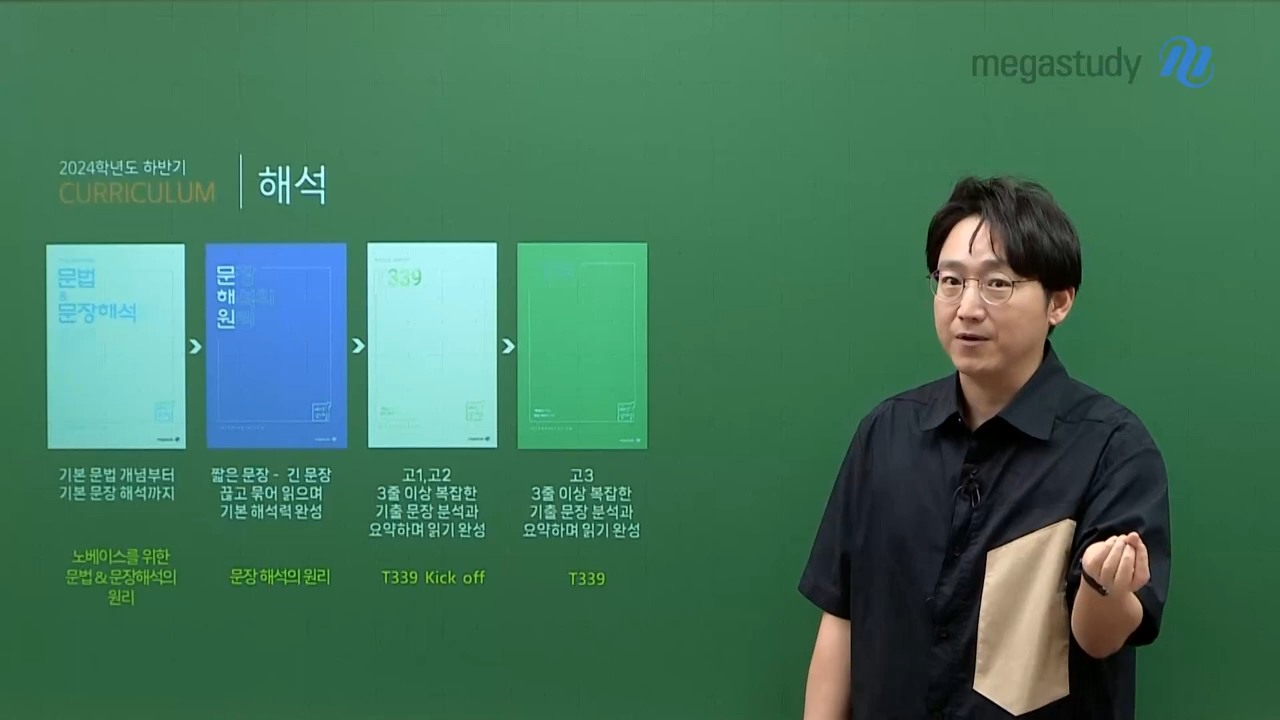 megastudy
2024학년도 하반기
CURRICULUM
해석
문법
&
문장해석
문장
해석의
원리
T339
기본 문법 개념부터
기본 문장 해석까지
짧은 문장 - 긴 문장
끊고 묶어 읽으며
기본 해석력 완성
고1,고2
3줄 이상 복잡한
기출 문장 분석과
요약하며 읽기 완성
고3
3줄 이상 복잡한
기출 문장 분석과
요약하며 읽기 완성
노베이스를 위한
문법 & 문장해석의
원리
문장 해석의 원리
T339 Kick off
T339